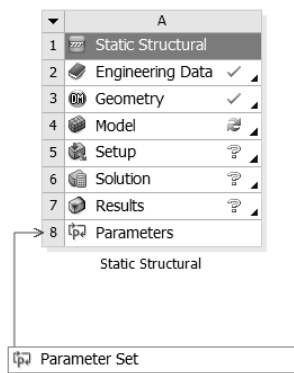 A
1 Static Structural
2 Engineering Data
3 Geometry
4 Model
5 Setup
6 Solution
7 Results
8 Parameters
Static Structural
Parameter Set